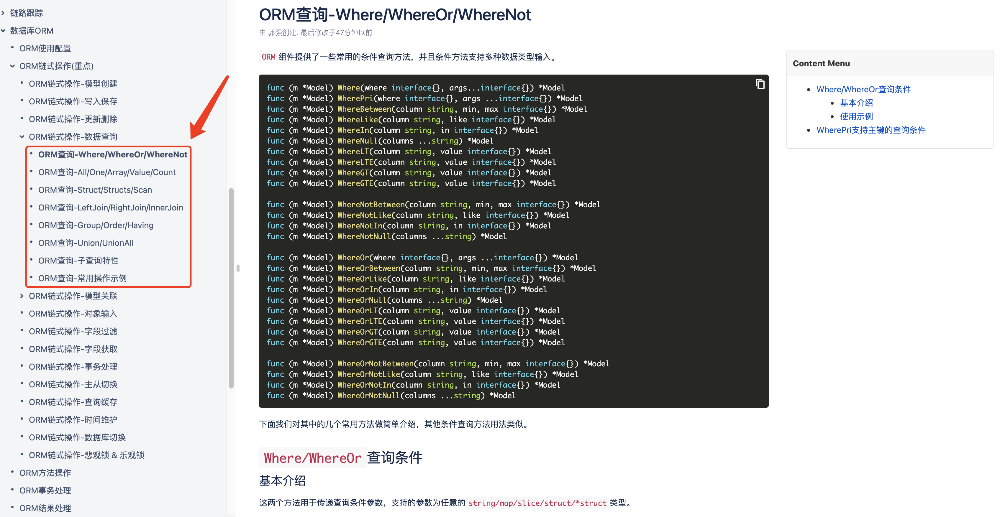 链路跟踪
数据库ORM
ORM使用配置
ORM链式操作(重点)
ORM链式操作-模型创建
ORM链式操作-写入保存
ORM链式操作-更新删除
ORM链式操作-数据查询
ORM查询-Where/WhereOr/WhereNot
ORM查询-All/One/Array/Value/Count
ORM查询-Struct/Structs/Scan
ORM查询-LeftJoin/RightJoin/InnerJoin
ORM查询-Group/Order/Having
ORM查询-Union/UnionAll
ORM查询-子查询特性
ORM查询-常用操作示例
ORM链式操作-模型关联
ORM链式操作-对象输入
ORM链式操作-字段过滤
ORM链式操作-字段获取
ORM链式操作-事务处理
ORM链式操作-主从切换
ORM链式操作-查询缓存
ORM链式操作-时间维护
ORM链式操作-数据库切换
ORM链式操作-悲观锁 & 乐观锁
ORM方法操作
ORM事务处理
ORM结果处理
ORM查询-Where/WhereOr/WhereNot
由 郭强创建, 最后修改于47分钟以前
ORM 组件提供了一些常用的条件查询方法，并且条件方法支持多种数据类型输入。
func (m *Model) Where(where interface{}, args...interface{}) *Model
func (m *Model) WherePri(where interface{}, args ...interface{}) *Model
func (m *Model) WhereBetween(column string, min, max interface{}) *Model
func (m *Model) WhereLike(column string, like interface{}) *Model
func (m *Model) WhereIn(column string, in interface{}) *Model
func (m *Model) WhereNull(columns ...string) *Model
func (m *Model) WhereLT(column string, value interface{}) *Model
func (m *Model) WhereLTE(column string, value interface{}) *Model
func (m *Model) WhereGT(column string, value interface{}) *Model
func (m *Model) WhereGTE(column string, value interface{}) *Model
func (m *Model) WhereNotBetween(column string, min, max interface{}) *Model
func (m *Model) WhereNotLike(column string, like interface{}) *Model
func (m *Model) WhereNotIn(column string, in interface{}) *Model
func (m *Model) WhereNotNull(columns ...string) *Model
func (m *Model) WhereOr(where interface{}, args ...interface{}) *Model
func (m *Model) WhereOrBetween(column string, min, max interface{}) *Model
func (m *Model) WhereOrLike(column string, like interface{}) *Model
func (m *Model) WhereOrIn(column string, in interface{}) *Model
func (m *Model) WhereOrNull(columns ...string) *Model
func (m *Model) WhereOrLT(column string, value interface{}) *Model
func (m *Model) WhereOrLTE(column string, value interface{}) *Model
func (m *Model) WhereOrGT(column string, value interface{}) *Model
func (m *Model) WhereOrGTE(column string, value interface{}) *Model
func (m *Model) WhereOrNotBetween(column string, min, max interface{}) *Model
func (m *Model) WhereOrNotLike(column string, like interface{}) *Model
func (m *Model) WhereOrNotIn(column string, in interface{}) *Model
func (m *Model) WhereOrNotNull(columns ...string) *Model
下面我们对其中的几个常用方法做简单介绍，其他条件查询方法用法类似。
Where/WhereOr 查询条件
基本介绍
这两个方法用于传递查询条件参数，支持的参数为任意的 string/map/slice/struct/*struct 类型。
Content Menu
Where/WhereOr查询条件
基本介绍
使用示例
WherePri支持主键的查询条件